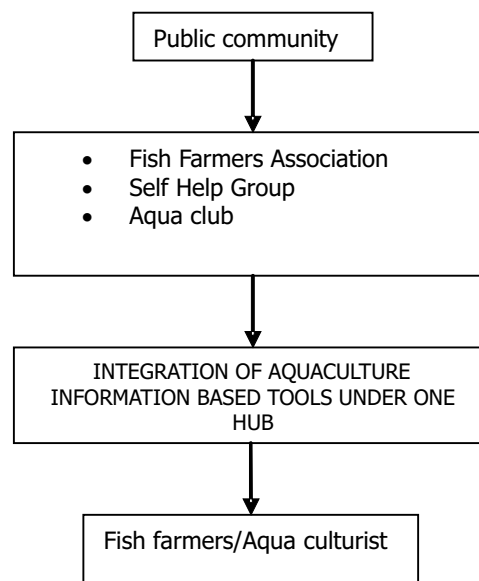 Public community
• Fish Farmers Association
• Self Help Group
• Aqua club
INTEGRATION OF AQUACULTURE
INFORMATION BASED TOOLS UNDER ONE
HUB
Fish farmers/Aqua culturist